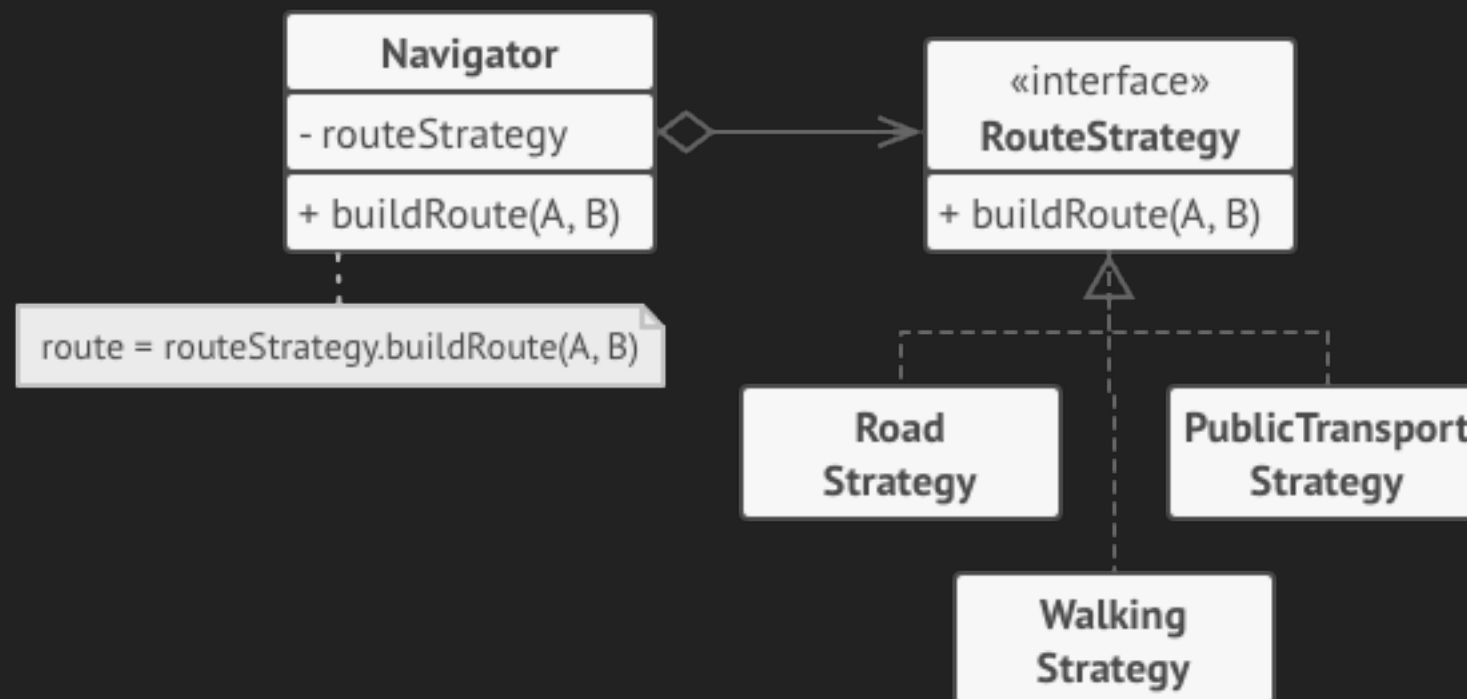 Navigator
- routeStrategy
+ buildRoute(A, B)
route = routeStrategy.buildRoute(A, B)
«interface»
RouteStrategy
+ buildRoute(A, B)
Road
Strategy
PublicTransport
Strategy
Walking
Strategy